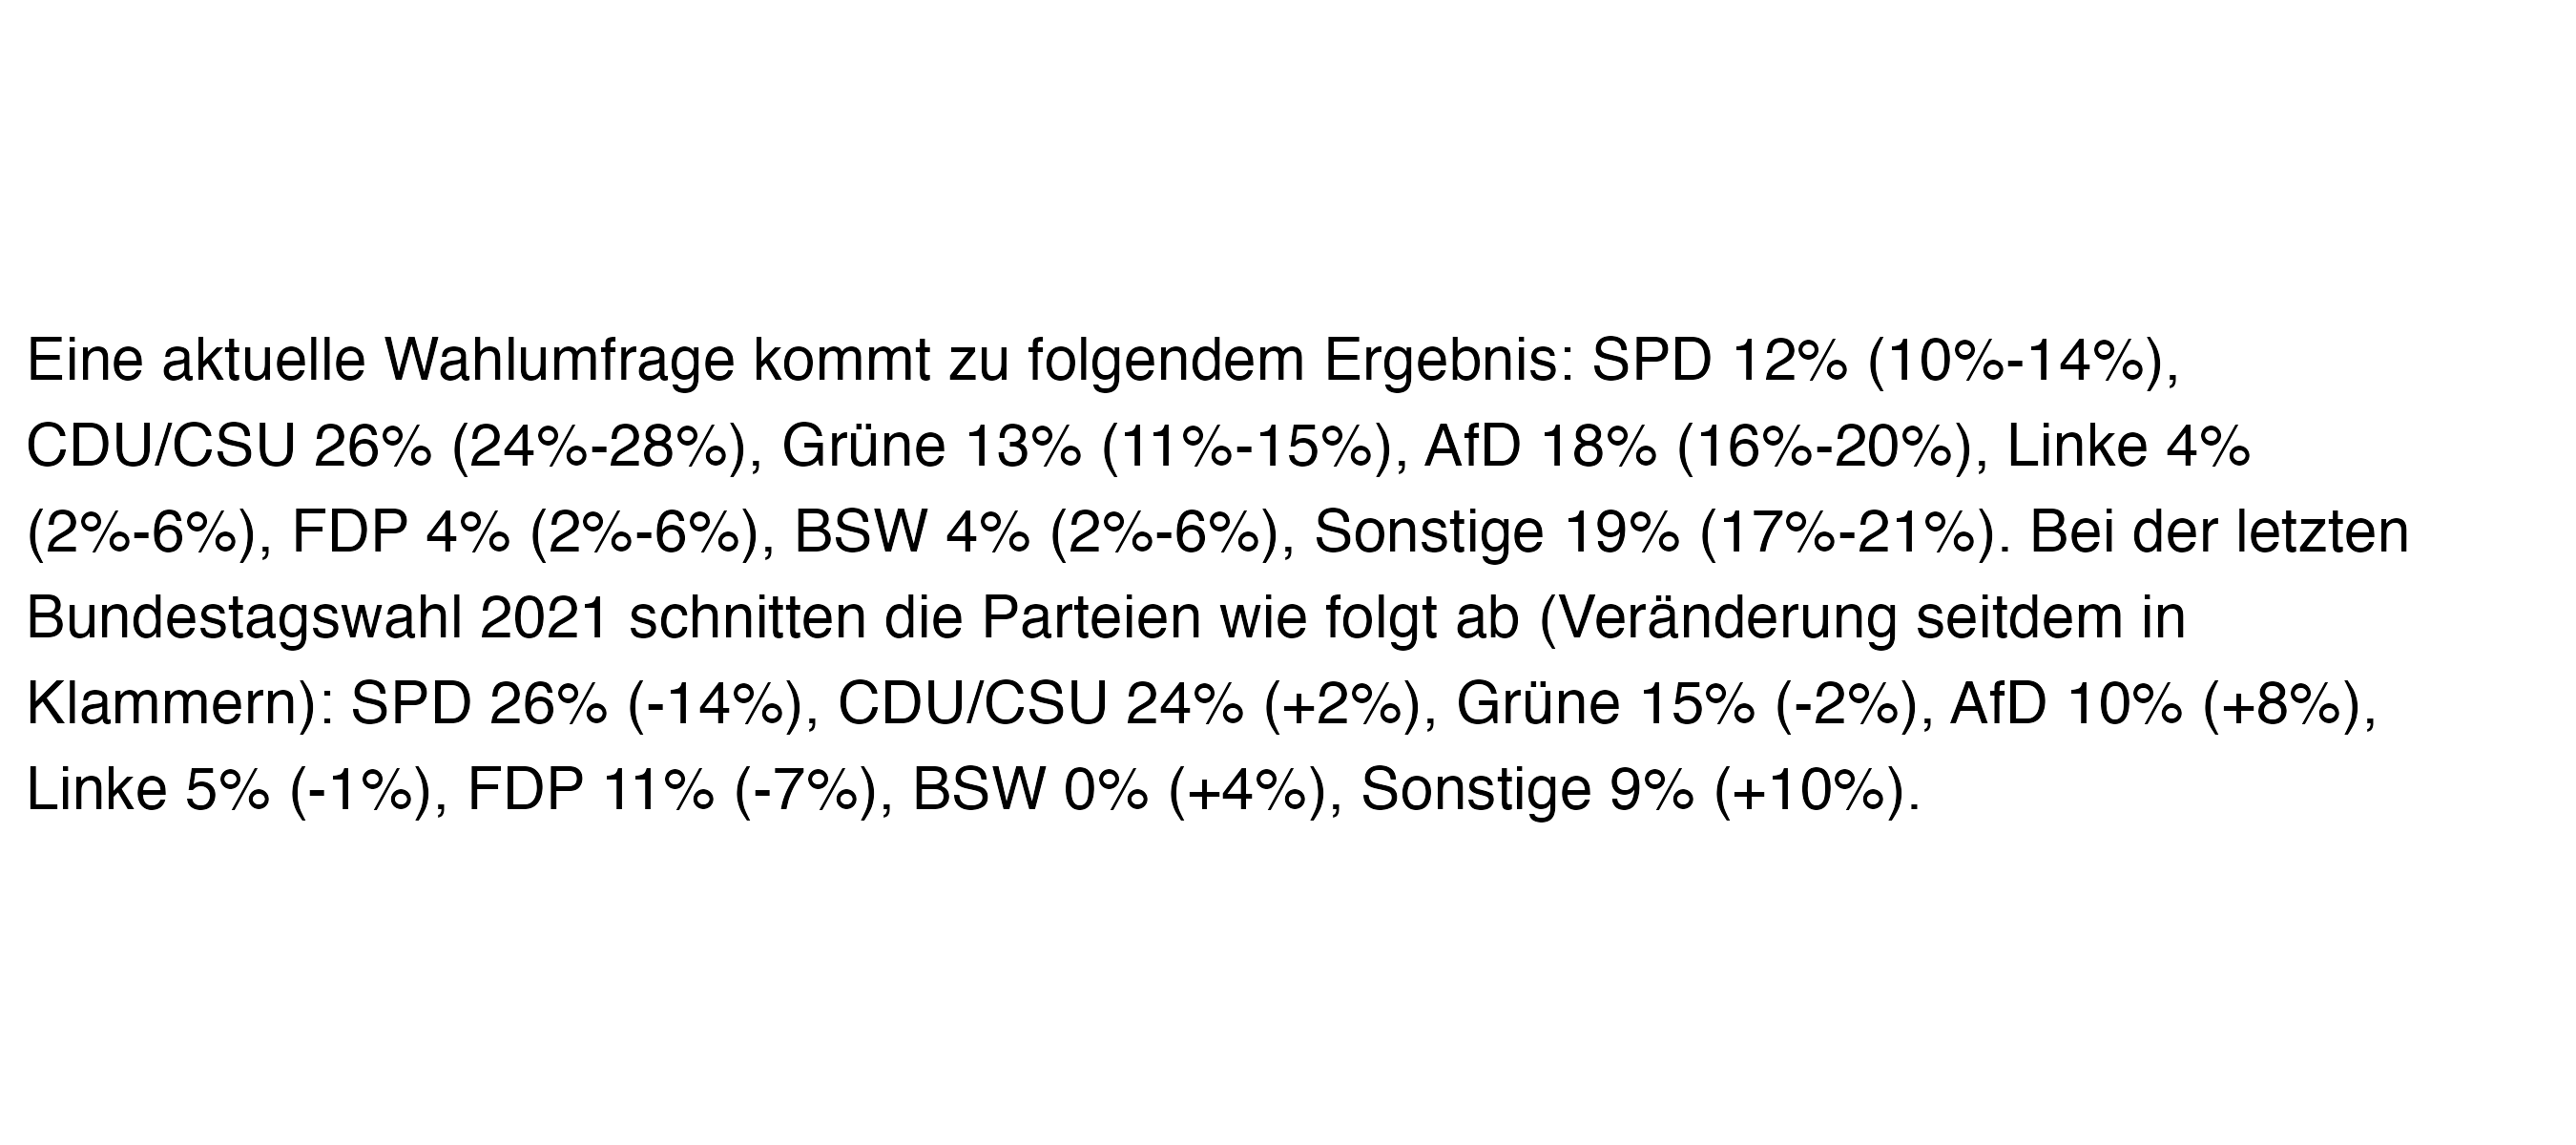 Eine aktuelle Wahlumfrage kommt zu folgendem Ergebnis: SPD 12% (10%-14%),
CDU/CSU 26% (24%-28%), Grüne 13% (11%-15%), AfD 18% (16%-20%), Linke 4%
(2%-6%), FDP 4% (2%-6%), BSW 4% (2%-6%), Sonstige 19% (17%-21%). Bei der letzten
Bundestagswahl 2021 schnitten die Parteien wie folgt ab (Veränderung seitdem in
Klammern): SPD 26% (-14%), CDU/CSU 24% (+2%), Grüne 15% (-2%), AfD 10% (+8%),
Linke 5% (-1%), FDP 11% (-7%), BSW 0% (+4%), Sonstige 9% (+10%).